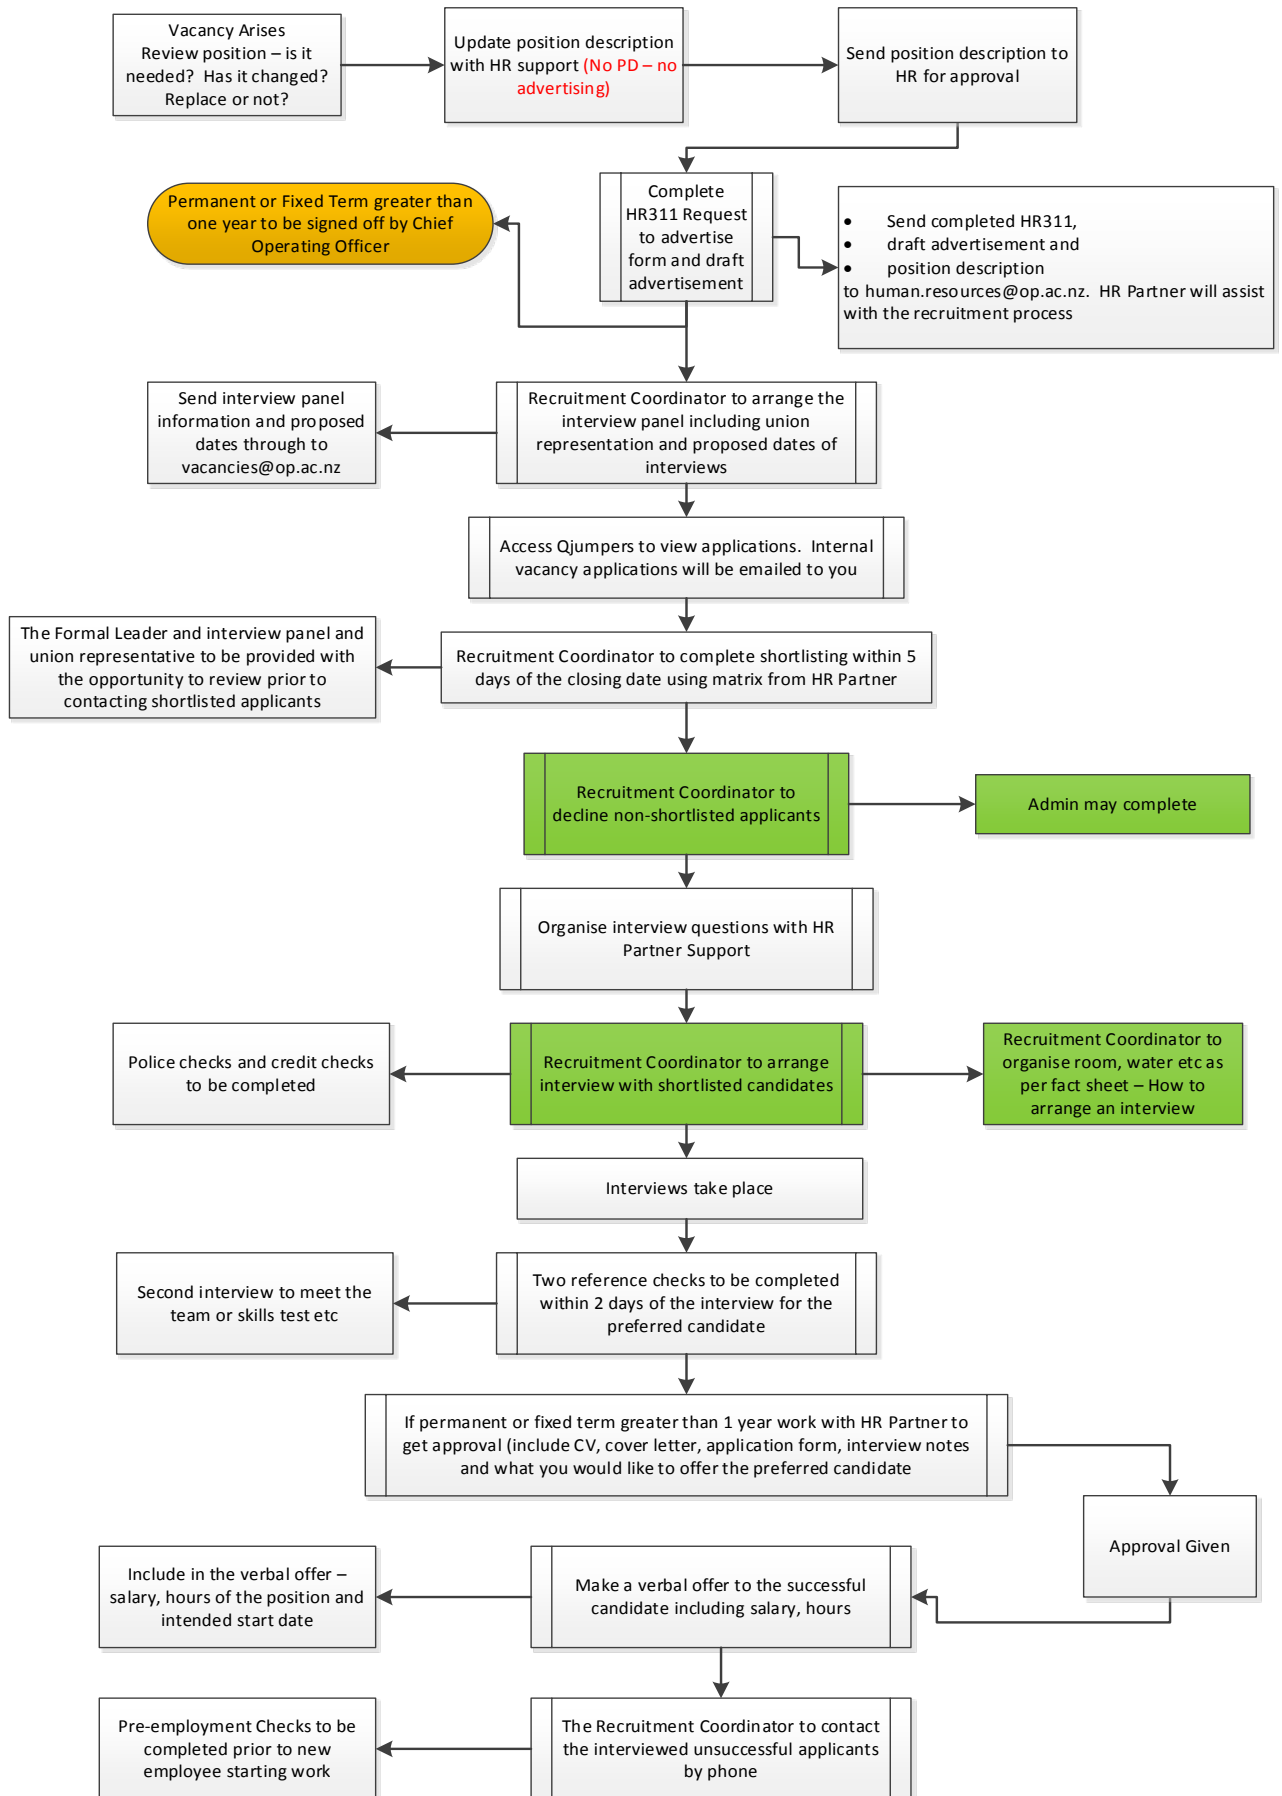 Vacancy Arises
Review position – is it
needed? Has it changed?
Replace or not?
Update position description
with HR support (No PD – no
advertising)
Send position description to
HR for approval
Permanent or Fixed Term greater than
one year to be signed off by Chief
Operating Officer
Complete
HR311 Request
to advertise
form and draft
advertisement
• Send completed HR311,
• draft advertisement and
• position description
to human.resources@op.ac.nz. HR Partner will assist
with the recruitment process
Send interview panel
information and proposed
dates through to
vacancies@op.ac.nz
Recruitment Coordinator to arrange the
interview panel including union
representation and proposed dates of
interviews
Access Qjumpers to view applications. Internal
vacancy applications will be emailed to you
The Formal Leader and interview panel and
union representative to be provided with
the opportunity to review prior to
contacting shortlisted applicants
Recruitment Coordinator to complete shortlisting within 5
days of the closing date using matrix from HR Partner
Recruitment Coordinator to
decline non-shortlisted applicants
Admin may complete
Organise interview questions with HR
Partner Support
Police checks and credit checks
to be completed
Recruitment Coordinator to arrange
interview with shortlisted candidates
Recruitment Coordinator to
organise room, water etc as
per fact sheet – How to
arrange an interview
Interviews take place
Second interview to meet the
team or skills test etc
Two reference checks to be completed
within 2 days of the interview for the
preferred candidate
If permanent or fixed term greater than 1 year work with HR Partner to
get approval (include CV, cover letter, application form, interview notes
and what you would like to offer the preferred candidate
Approval Given
Include in the verbal offer –
salary, hours of the position and
intended start date
Make a verbal offer to the successful
candidate including salary, hours
Pre-employment Checks to be
completed prior to new
employee starting work
The Recruitment Coordinator to contact
the interviewed unsuccessful applicants
by phone